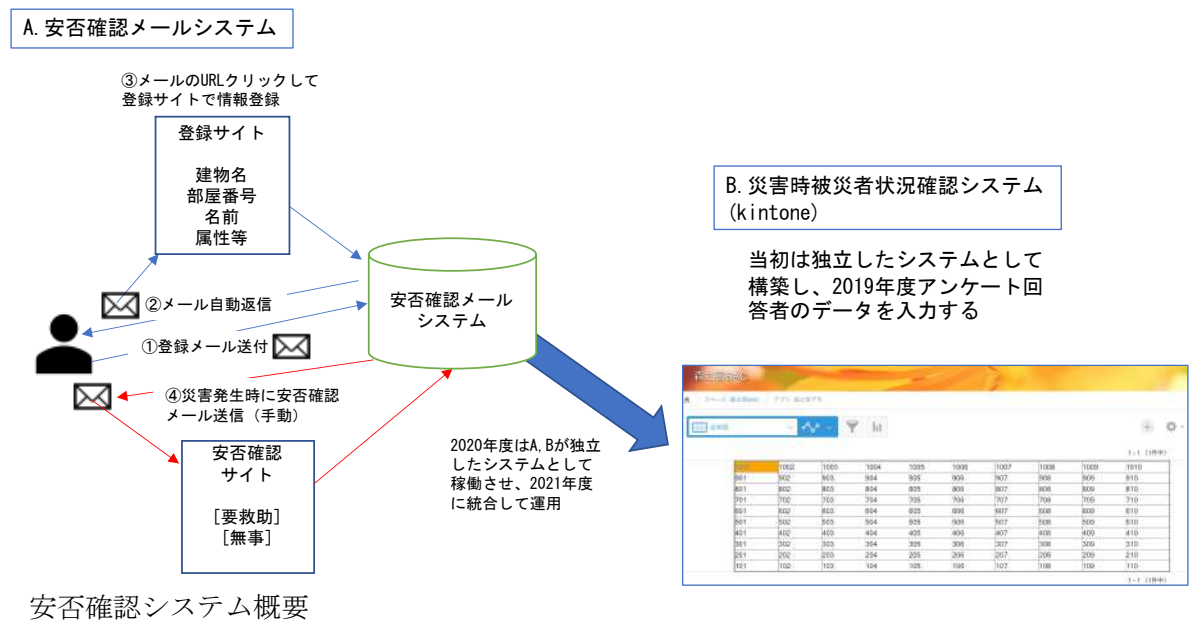 A.安否確認メールシステム
③メールのURLクリックして
登録サイトで情報登録
登録サイト
建物名
部屋番号
名前
属性等
②メール自動返信
①登録メール送付
安否確認メール
システム
④災害発生時に安否確認
メール送信（手動）
安否確認
サイト
[要救助]
[無事]
B.災害時被災者状況確認システム
(kintone)
当初は独立したシステムとして
構築し、2019年度アンケート回
答者のデータを入力する
2020年度はA,Bが独立
したシステムとして
稼働させ、2021年度
に統合して運用
1-1 (1件中)
1002 1003 1004 1005 1006 1007 1008 1009 1010
901 902 903 904 905 906 907 908 909 910
801 802 803 804 805 806 807 808 809 810
701 702 703 704 705 706 707 708 709 710
601 602 603 604 605 606 607 608 609 610
501 502 503 504 505 506 507 508 509 510
401 402 403 404 405 406 407 408 409 410
301 302 303 304 305 306 307 308 309 310
201 202 203 204 205 206 207 208 209 210
101 102 103 104 105 106 107 108 109 110
1-1 (1件中)
安否確認システム概要